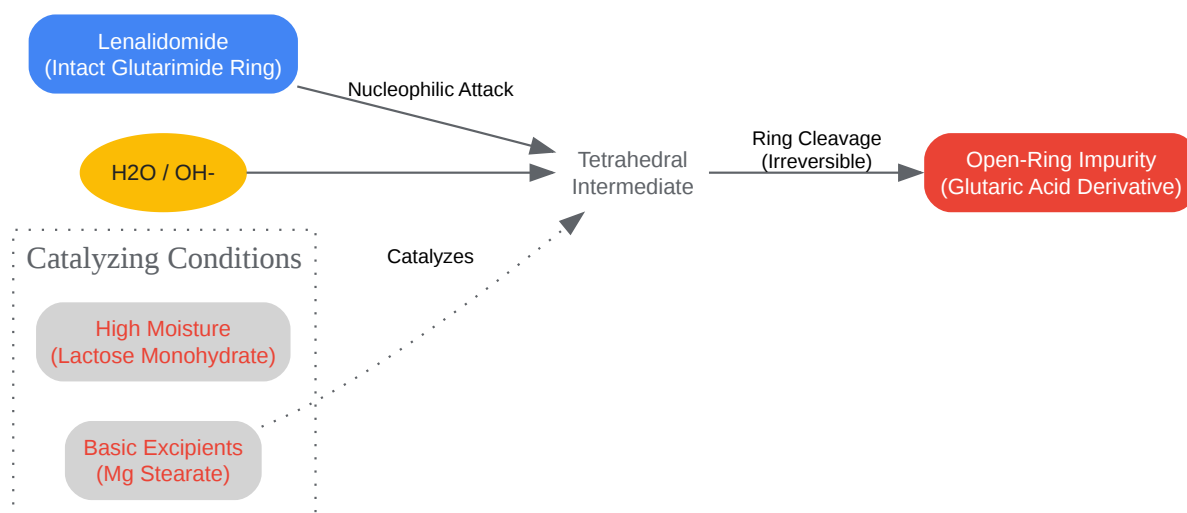 Lenalidomide
(Intact Glutarimide Ring)
Nucleophilic Attack
H2O / OH-
Tetrahedral
Intermediate
Ring Cleavage
(Irreversible)
Open-Ring Impurity
(Glutaric Acid Derivative)
Catalyzing Conditions
Catalyzes
High Moisture
(Lactose Monohydrate)
Basic Excipients
(Mg Stearate)